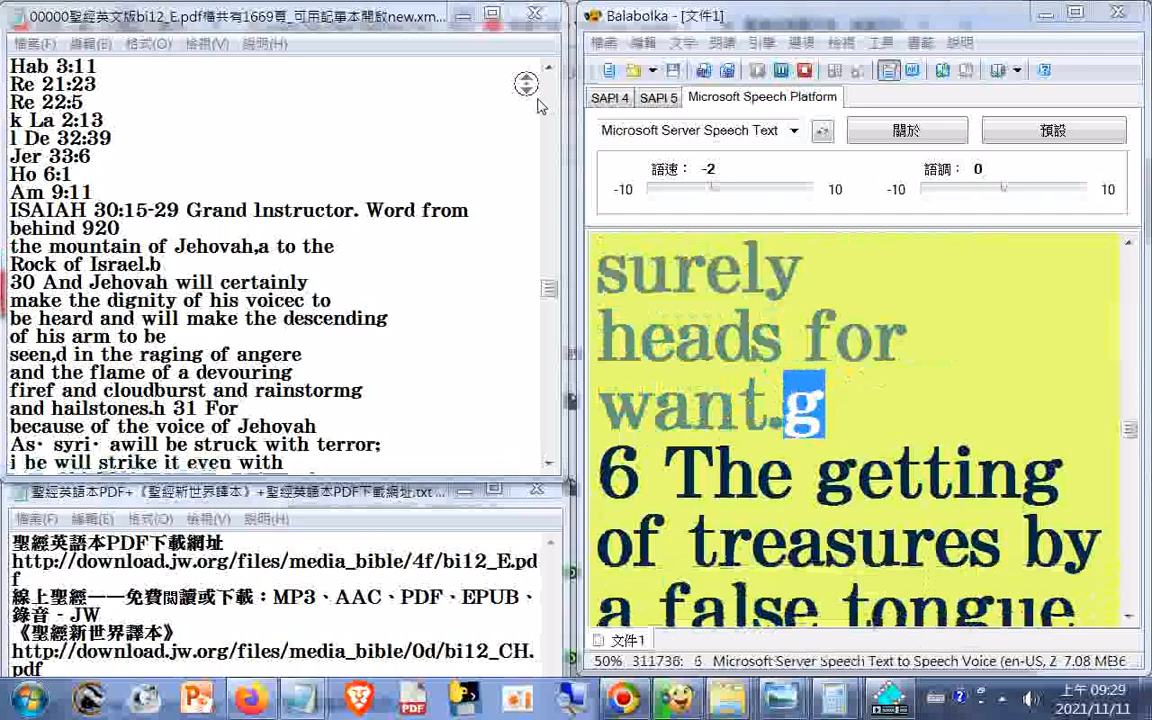 00000聖經英文版bi12_E.pdf檔共有1669頁_可用記事本開啟new.xm...
檔案(F) 編輯(E) 格式(O) 檢視(V) 說明(H)
Hab 3:11
Re 21:23
Re 22:5
k La 2:13
l De 32:39
Jer 33:6
Ho 6:1
Am 9:11
ISAIAH 30:15-29 Grand lnstructor. Word from
behind 920
the mountain of Jehovah,a to the
Rock of Israel.b
30 And Jehovah will certainly
make the dignity of his voicec to
be heard and will make the descending
of his arm to be
seen,d in the raging of angere
and the flame of a devouring
firef and cloudburst and rainstormg
and hailstones.h 31 For
because of the voice of Jehovah
As· syri· awill be struck with terror;
i he will strike it even with
聖經英語本PDF+《聖經新世界譯本》+聖經英語本PDF下載網址.txt ...
檔案(F) 編輯(E) 格式(O) 檢視(V) 說明(H)
聖經英語本PDF下載網址
http://download.jw.org/files/media_bible/4f/bi12_E.pd
f
線上聖經——免費閱讀或下載：MP3、AAC、PDF、EPUB、
錄音 - JW
《聖經新世界譯本》
http://download.jw.org/files/media_bible/0d/bi12_CH.
pdf
Balabolka - [文件1]
檔案 編輯 文字 朗讀 引擎 選項 檢視 工具 書籤 說明
SAPI 4 SAPI 5 Microsoft Speech Platform
Microsoft Server Speech Text 關於 預設
語速： -2 語調： 0
-10 10 -10 10
surely
heads for
want.g
6 The getting
of treasures by
a false tongue
文件1
50% 311736: 6 Microsoft Server Speech Text to Speech Voice (en-US, Z 7.08 MB
上午 09:29
2021/11/11